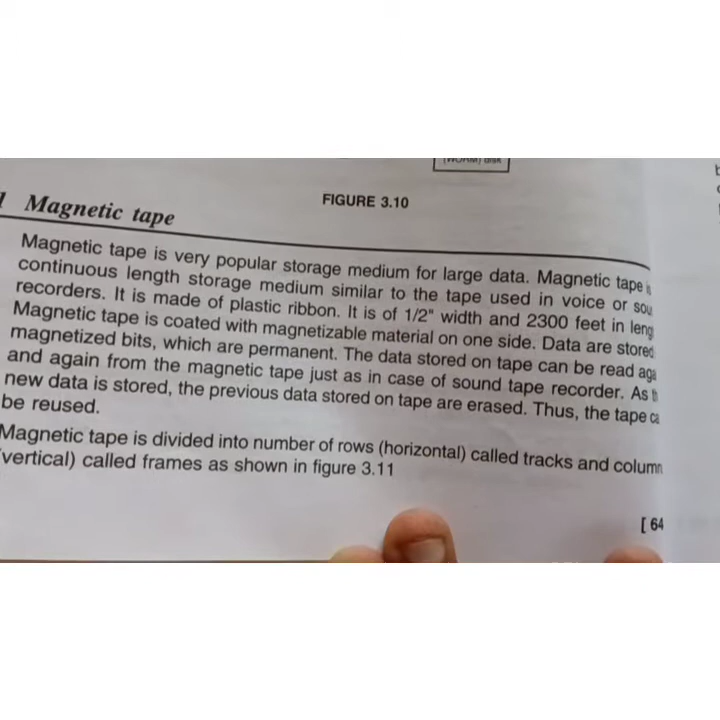 (WORM) DISK
FIGURE 3.10
Magnetic tape
Magnetic tape is very popular storage medium for large data. Magnetic tape
continuous length storage medium similar to the tape used in voice or
recorders. It is made of plastic ribbon. It is of 1/2" width and 2300 feet in
Magnetic tape is coated with magnetizable material on one side. Data are stored
magnetized bits, which are permanent. The data stored on tape can be read
and again from the magnetic tape just as in case of sound tape recorder. As
new data is stored, the previous data stored on tape are erased. Thus, the tape
be reused.
Magnetic tape is divided into number of rows (horizontal) called tracks and
(vertical) called frames as shown in figure 3.11
[ 64